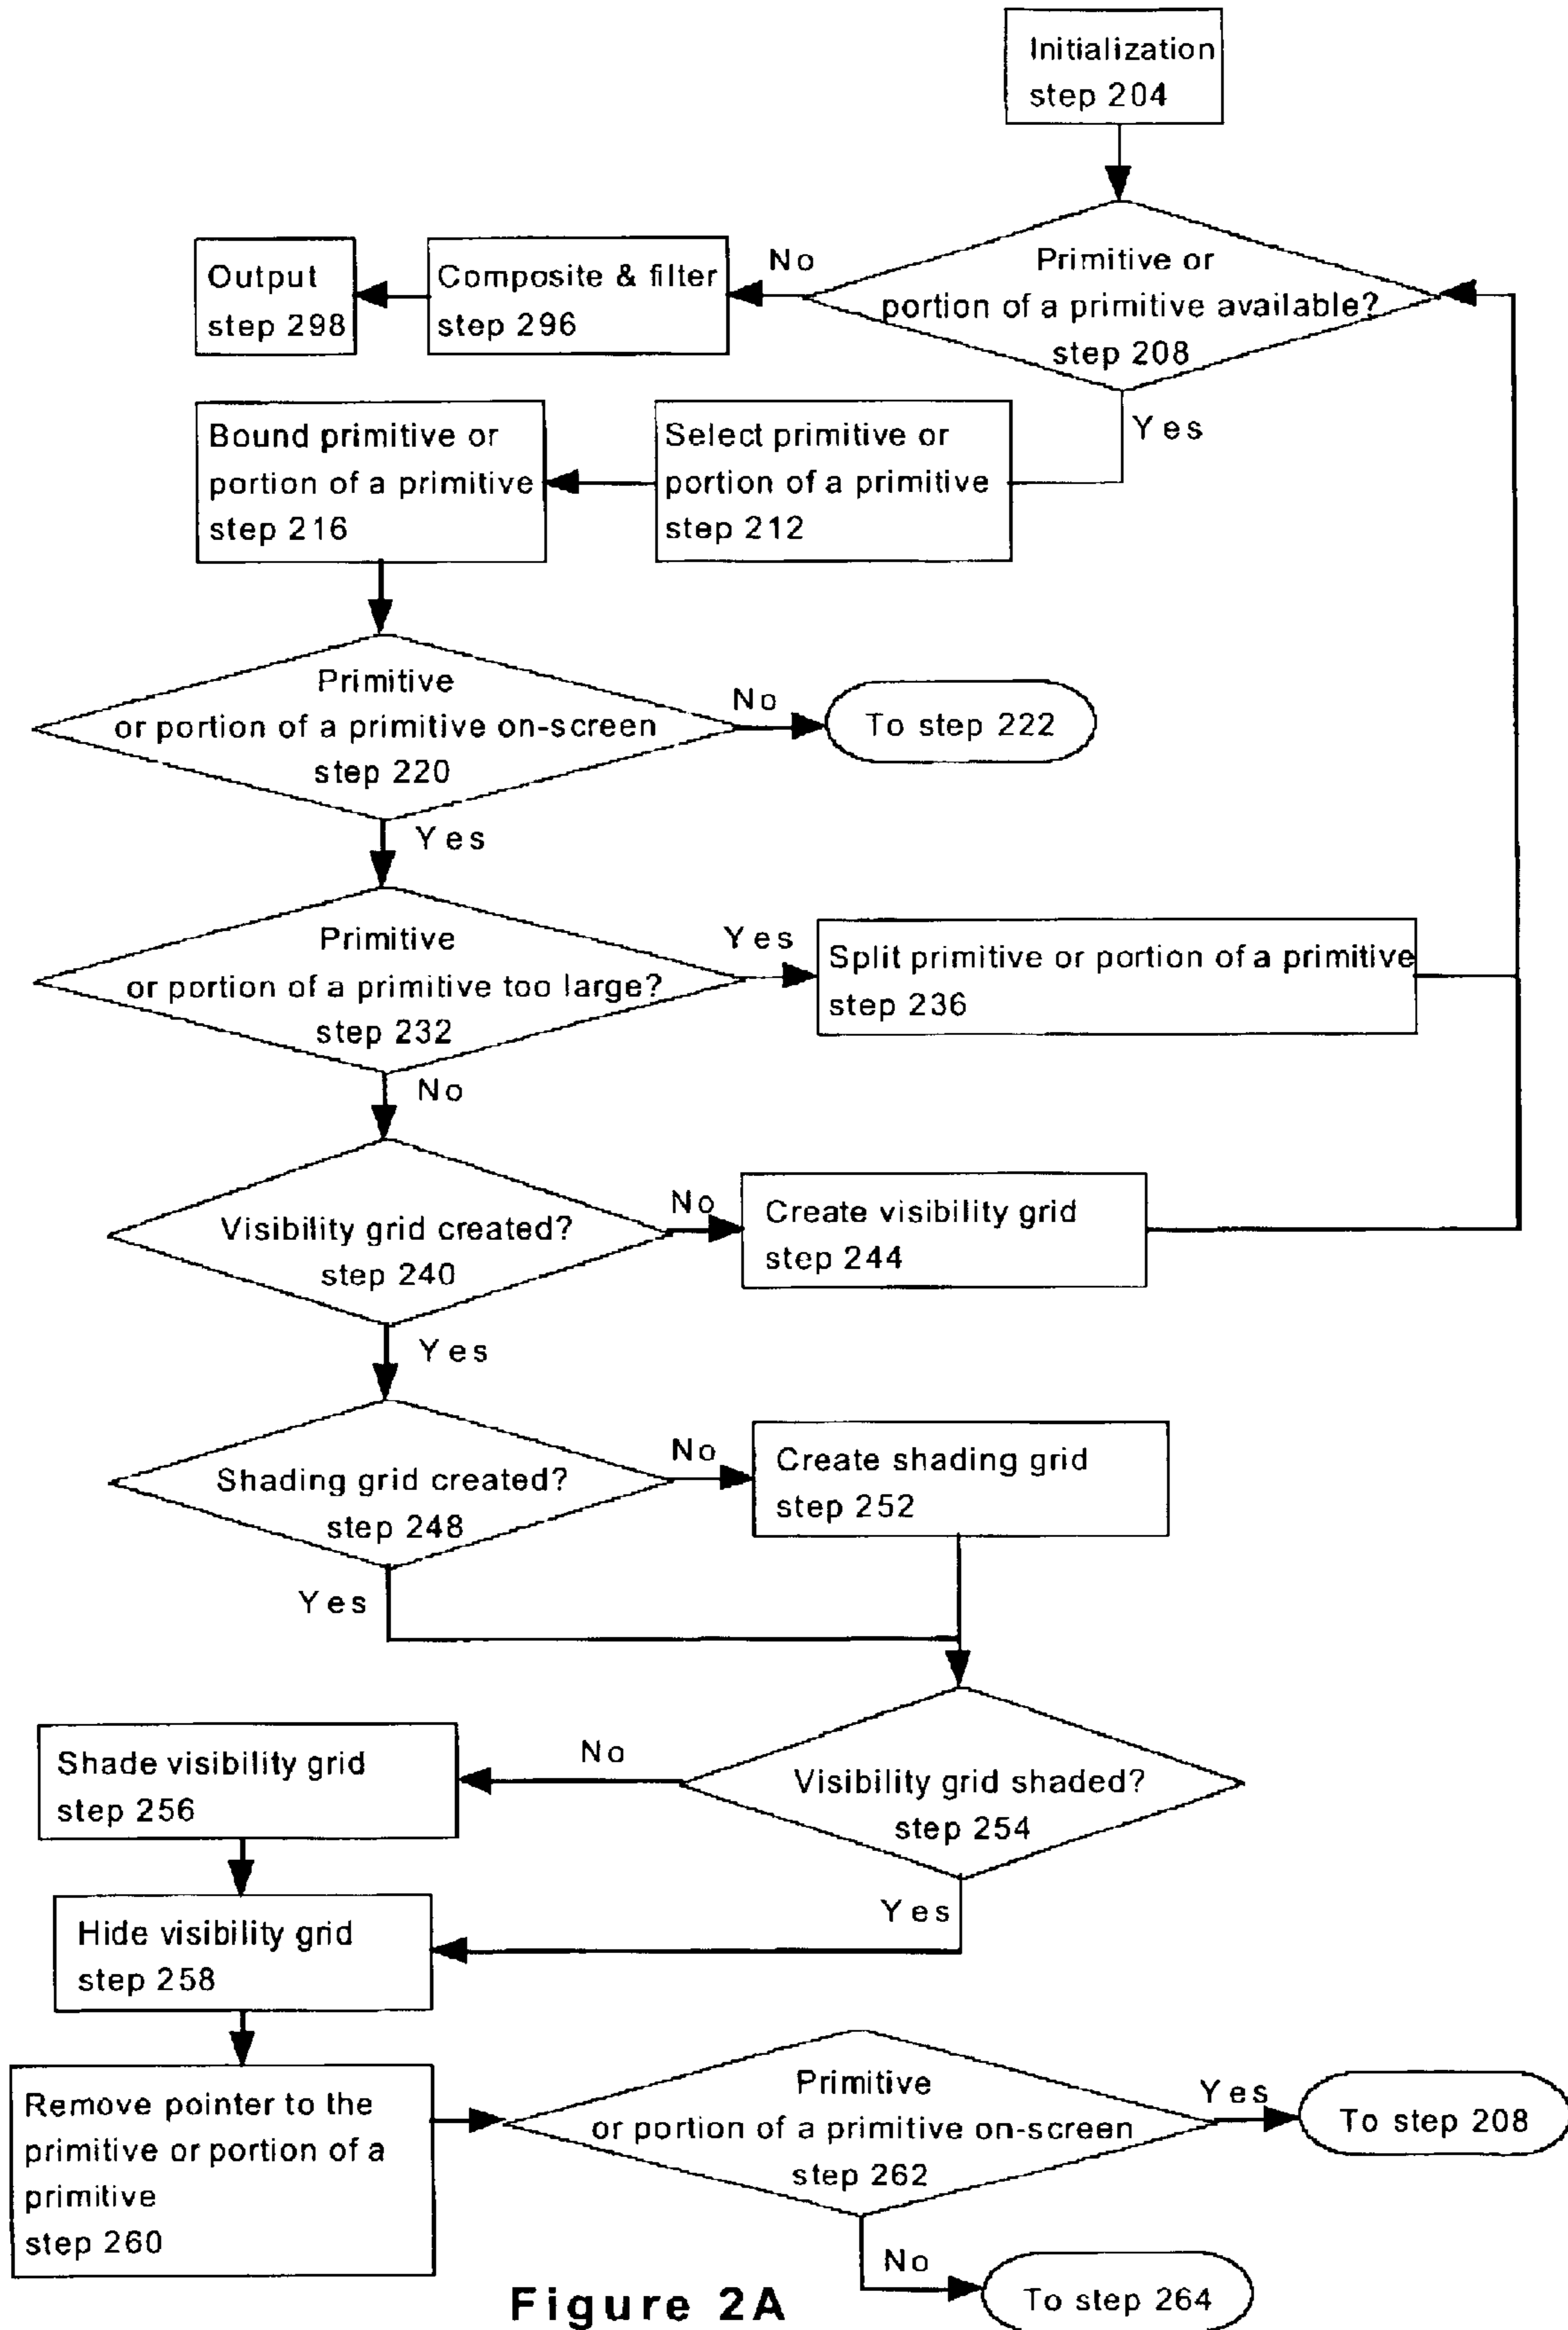 Initialization
step 204
Primitive or
portion of a primitive available?
step 208
No
Composite & filter
step 296
Output
step 298
Yes
Select primitive or
portion of a primitive
step 212
Bound primitive or
portion of a primitive
step 216
Primitive
or portion of a primitive on-screen
step 220
No
To step 222
Yes
Primitive
or portion of a primitive too large?
step 232
Yes
Split primitive or portion of a primitive
step 236
No
Visibility grid created?
step 240
No
Create visibility grid
step 244
Yes
Shading grid created?
step 248
No
Create shading grid
step 252
Yes
Visibility grid shaded?
step 254
No
Shade visibility grid
step 256
Yes
Hide visibility grid
step 258
Remove pointer to the
primitive or portion of a
primitive
step 260
Primitive
or portion of a primitive on-screen
step 262
Yes
To step 208
No
To step 264
Figure 2A